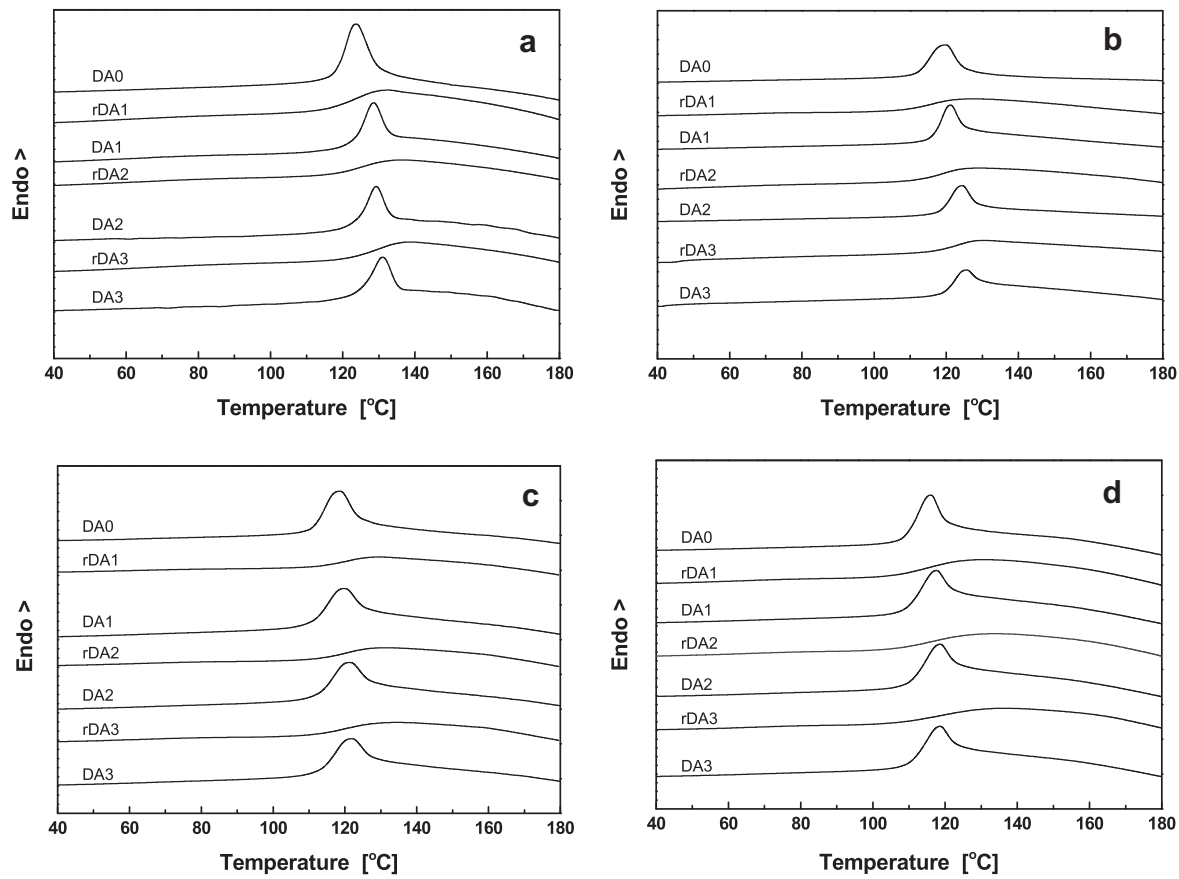 a
DA0
rDA1
DA1
rDA2
DA2
rDA3
DA3
Endo >
40 60 80 100 120 140 160 180
Temperature [°C]
b
DA0
rDA1
DA1
rDA2
DA2
rDA3
DA3
Endo >
40 60 80 100 120 140 160 180
Temperature [°C]
c
DA0
rDA1
DA1
rDA2
DA2
rDA3
DA3
Endo >
40 60 80 100 120 140 160 180
Temperature [°C]
d
DA0
rDA1
DA1
rDA2
DA2
rDA3
DA3
Endo >
40 60 80 100 120 140 160 180
Temperature [°C]